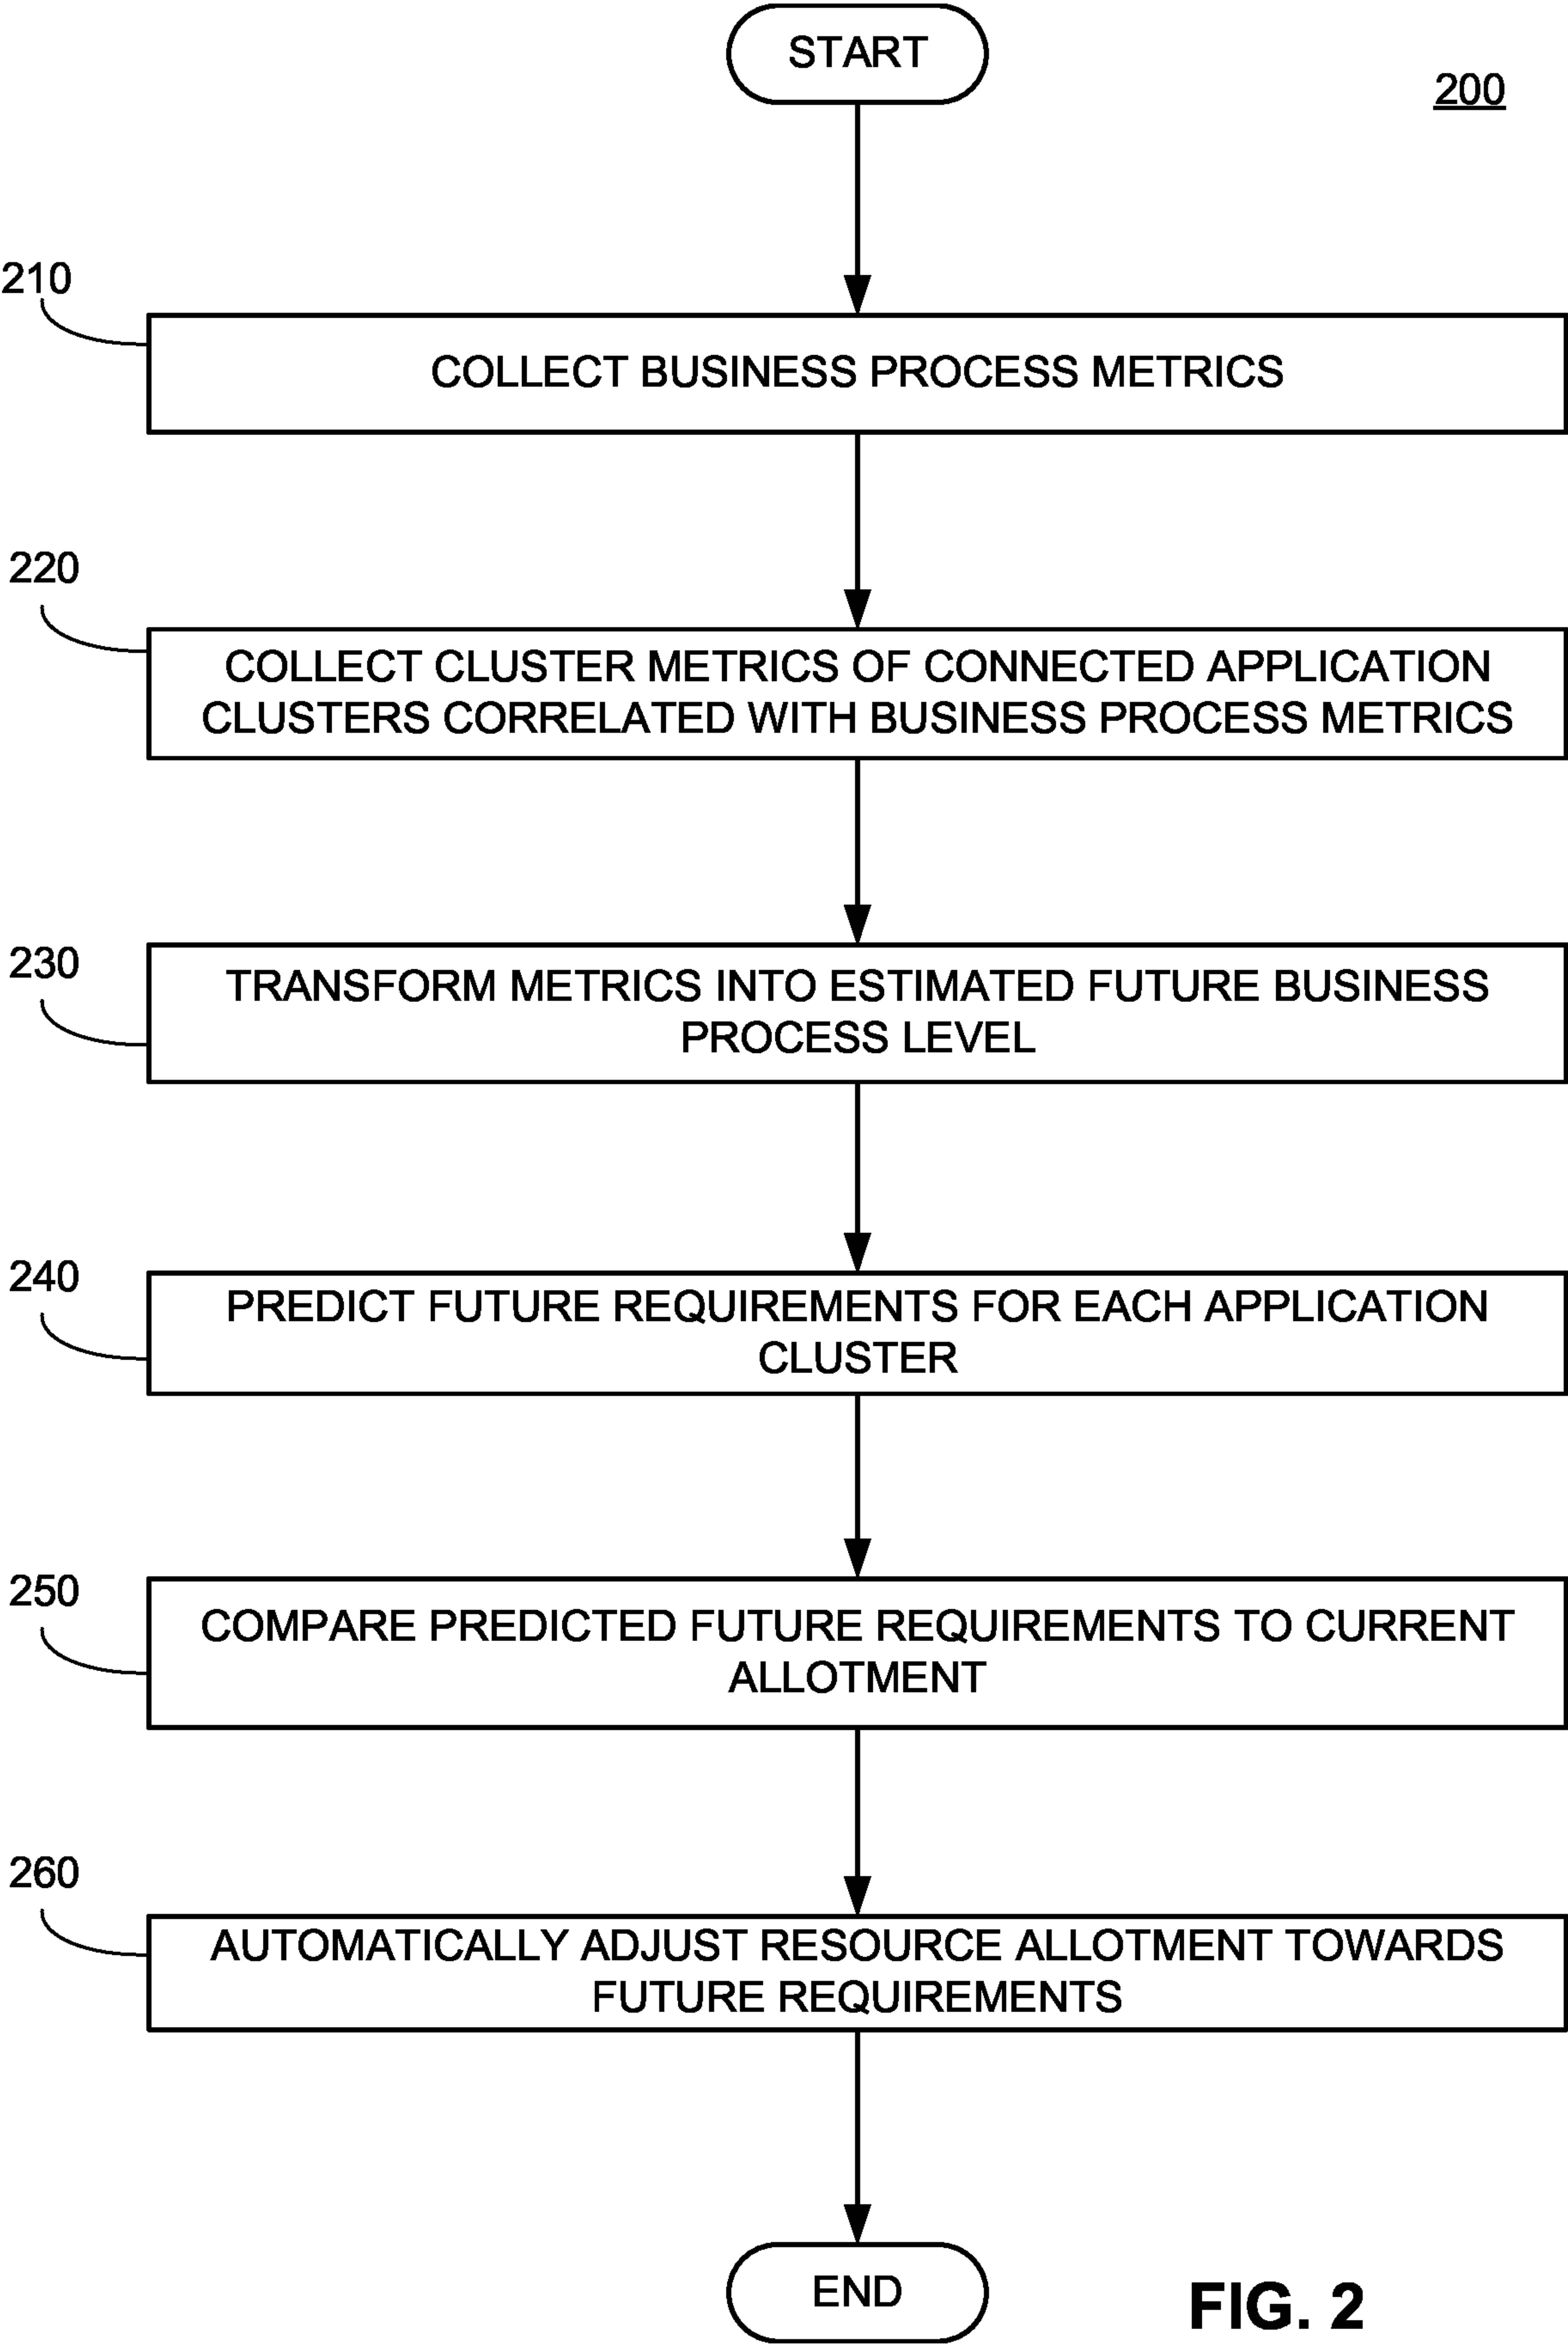 START
200
210
COLLECT BUSINESS PROCESS METRICS
220
COLLECT CLUSTER METRICS OF CONNECTED APPLICATION
CLUSTERS CORRELATED WITH BUSINESS PROCESS METRICS
230
TRANSFORM METRICS INTO ESTIMATED FUTURE BUSINESS
PROCESS LEVEL
240
PREDICT FUTURE REQUIREMENTS FOR EACH APPLICATION
CLUSTER
250
COMPARE PREDICTED FUTURE REQUIREMENTS TO CURRENT
ALLOTMENT
260
AUTOMATICALLY ADJUST RESOURCE ALLOTMENT TOWARDS
FUTURE REQUIREMENTS
END
FIG. 2